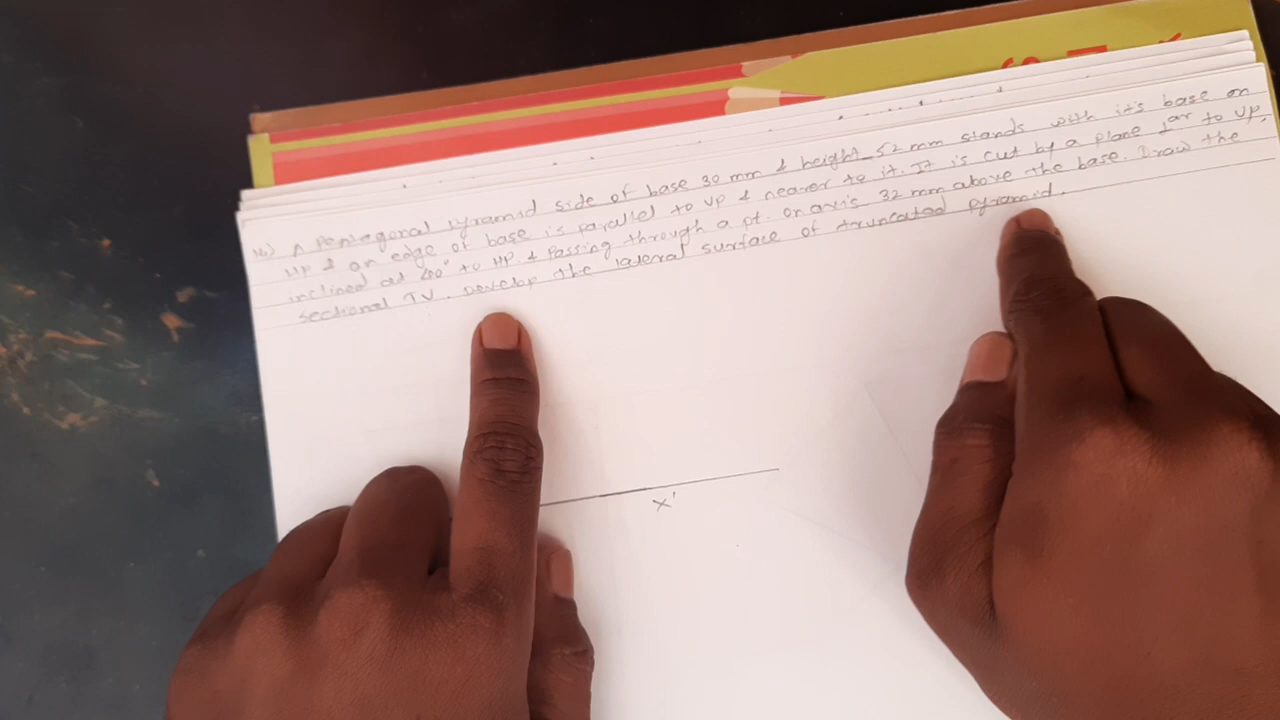 14) A Pentagonal pyramid side of base 30 mm & height 52 mm stands with it's base on
HP & an edge of base is parallel to VP & nearer to it. It is cut by a plane ⊥ar to VP,
inclined at 40° to HP & Passing through a pt. on axis 32 mm above the base. Draw the
sectional TV. Develop the lateral surface of truncated pyramid.
X'